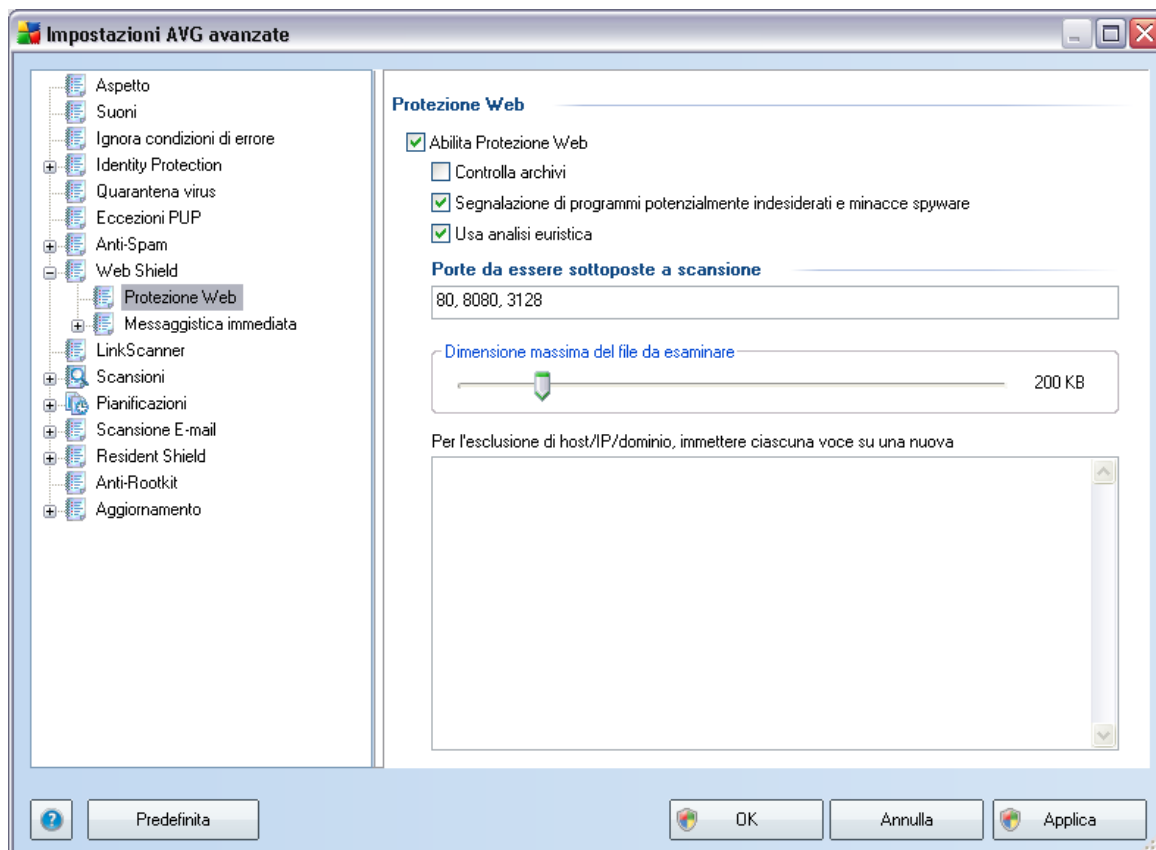 Impostazioni AVG avanzate
Aspetto
Suoni
Ignora condizioni di errore
Identity Protection
Quarantena virus
Eccezioni PUP
Anti-Spam
Web Shield
Protezione Web
Messaggistica immediata
LinkScanner
Scansioni
Pianificazioni
Scansione E-mail
Resident Shield
Anti-Rootkit
Aggiornamento
Protezione Web
Abilita Protezione Web
Controlla archivi
Segnalazione di programmi potenzialmente indesiderati e minacce spyware
Usa analisi euristica
Porte da essere sottoposte a scansione
80, 8080, 3128
Dimensione massima del file da esaminare
200 KB
Per l'esclusione di host/IP/dominio, immettere ciascuna voce su una nuova
Predefinita
OK
Annulla
Applica